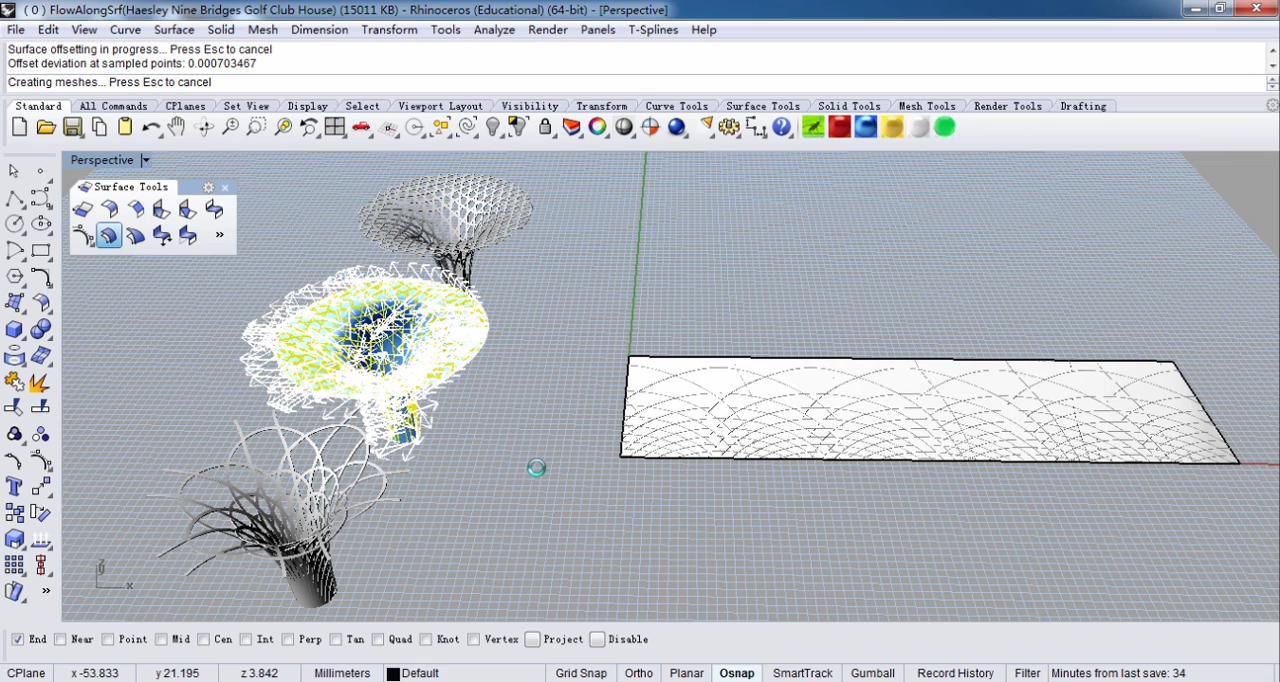 ( 0 ) FlowAlongSrf(Haesley Nine Bridges Golf Club House) (15011 KB) - Rhinoceros (Educational) (64-bit) - [Perspective]
File Edit View Curve Surface Solid Mesh Dimension Transform Tools Analyze Render Panels T-Splines Help
Surface offsetting in progress... Press Esc to cancel
Offset deviation at sampled points: 0.000703467
Creating meshes... Press Esc to cancel
Standard All Commands CPlanes Set View Display Select Viewport Layout Visibility Transform Curve Tools Surface Tools Solid Tools Mesh Tools Render Tools Drafting
Perspective
Surface Tools
»
z
y
x
»
End Near Point Mid Cen Int Perp Tan Quad Knot Vertex Project Disable
CPlane x -53.833 y 21.195 z 3.842 Millimeters Default Grid Snap Ortho Planar Osnap SmartTrack Gumball Record History Filter Minutes from last save: 34